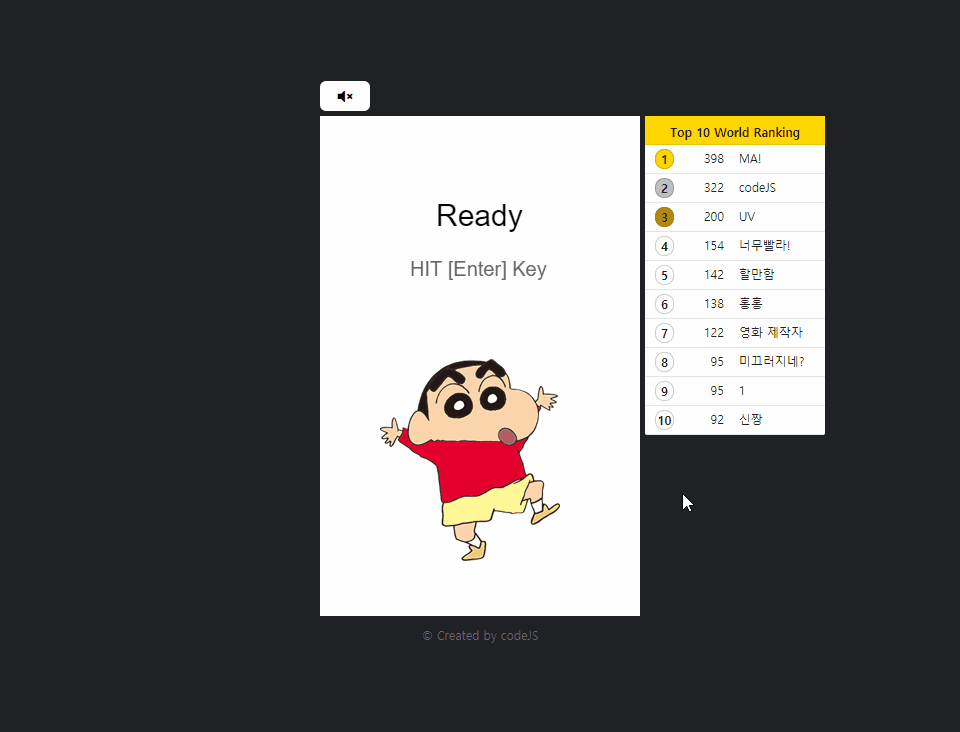 Ready
HIT [Enter] Key
Top 10 World Ranking
1 398 MA!
2 322 codeJS
3 200 UV
4 154 너무빨라!
5 142 할만함
6 138 홍홍
7 122 영화 제작자
8 95 미끄러지네?
9 95 1
10 92 신짱
© Created by codeJS